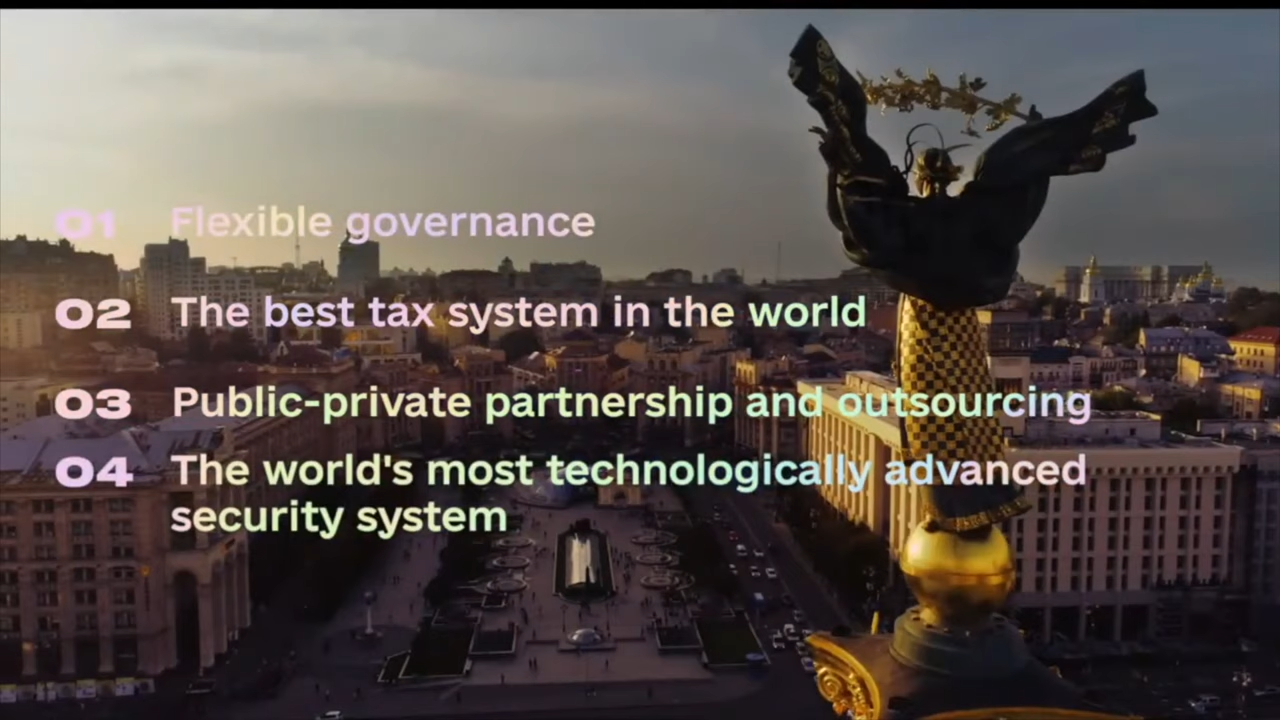 01 Flexible governance
02 The best tax system in the world
03 Public-private partnership and outsourcing
04 The world's most technologically advanced
security system